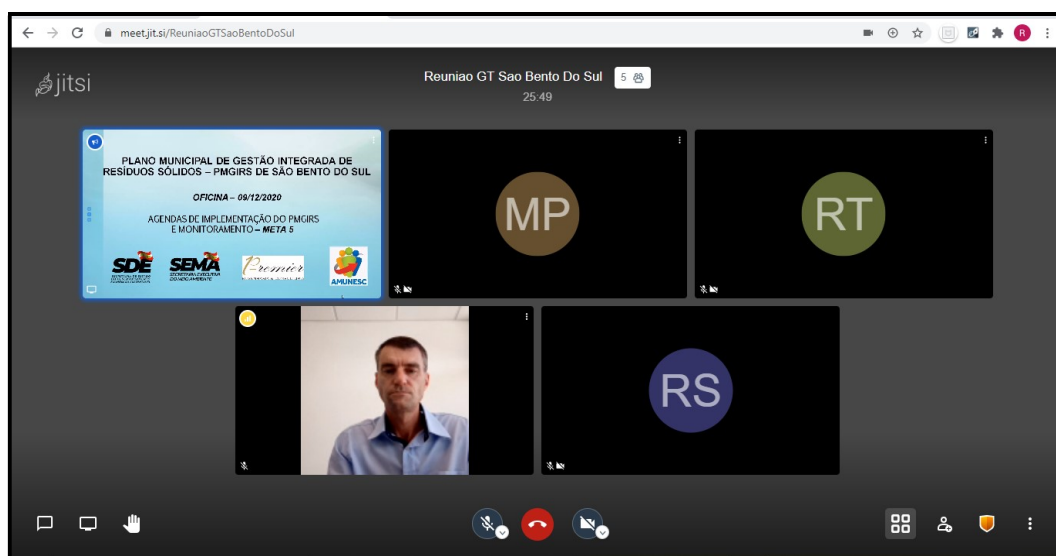 meet.jit.si/ReuniaoGTSaoBentoDoSul
R
jitsi
Reuniao GT Sao Bento Do Sul 5
25:49
PLANO MUNICIPAL DE GESTÃO INTEGRADA DE
RESÍDUOS SÓLIDOS – PMGIRS DE SÃO BENTO DO SUL
OFICINA – 09/12/2020
AGENDAS DE IMPLEMENTAÇÃO DO PMGIRS
E MONITORAMENTO – META 5
SDE SEMA Premier AMUNESC
MP
RT
RS